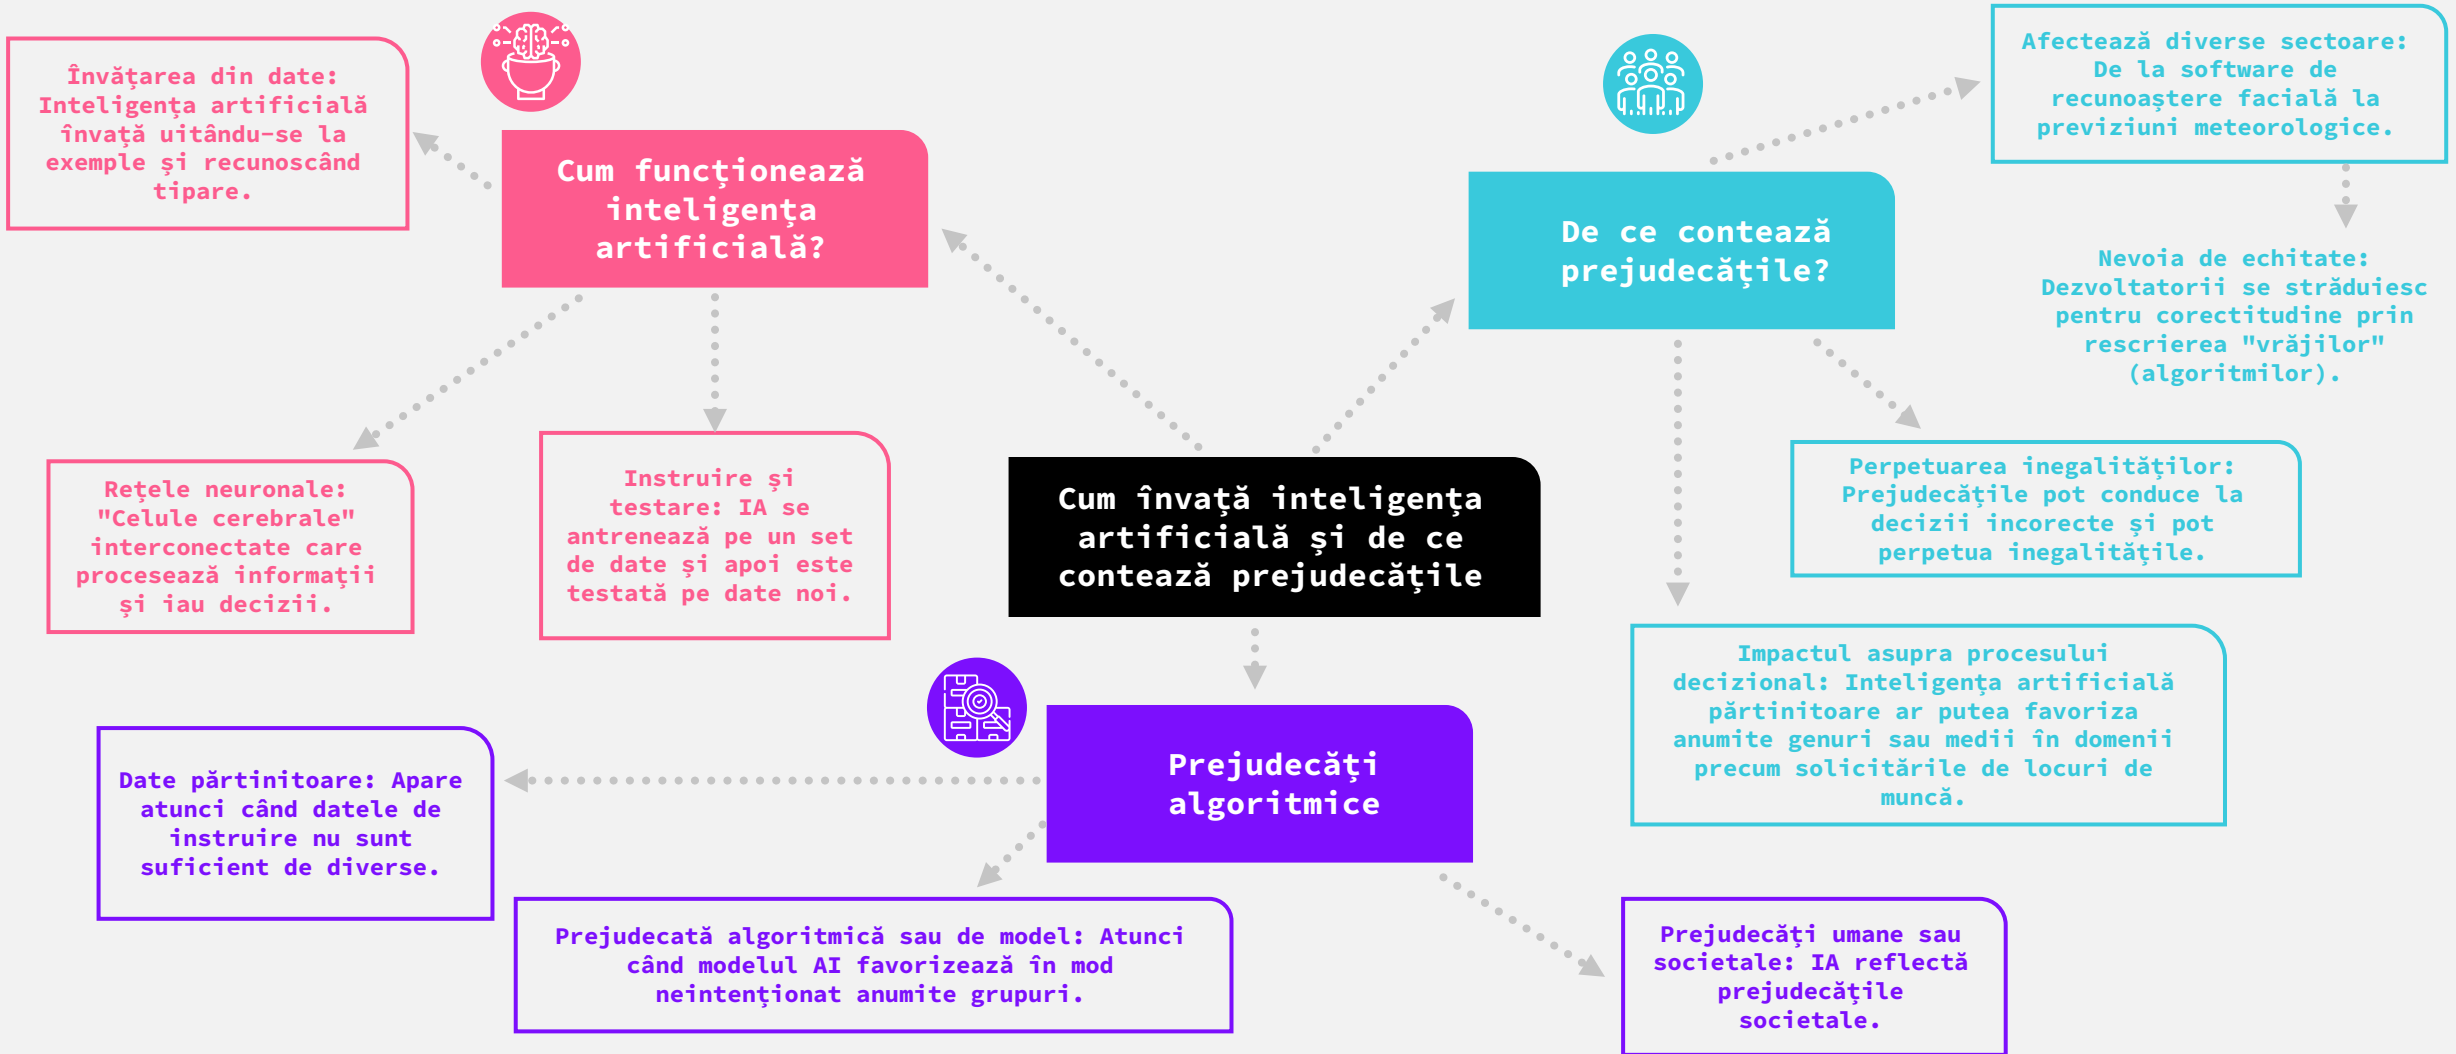 Învățarea din date:
Inteligența artificială
învață uitându-se la
exemple și recunoscând
tipare.
Cum funcționează
inteligența
artificială?
Rețele neuronale:
"Celule cerebrale"
interconectate care
procesează informații
și iau decizii.
Instruire și
testare: IA se
antrenează pe un set
de date și apoi este
testată pe date noi.
Cum învață inteligența
artificială și de ce
contează prejudecățile
De ce contează
prejudecățile?
Afectează diverse sectoare:
De la software de
recunoaștere facială la
previziuni meteorologice.
Nevoia de echitate:
Dezvoltatorii se străduiesc
pentru corectitudine prin
rescrierea "vrăjilor"
(algoritmilor).
Perpetuarea inegalităților:
Prejudecățile pot conduce la
decizii incorecte și pot
perpetua inegalitățile.
Impactul asupra procesului
decizional: Inteligența artificială
părtinitoare ar putea favoriza
anumite genuri sau medii în domenii
precum solicitările de locuri de
muncă.
Prejudecăți
algoritmice
Date părtinitoare: Apare
atunci când datele de
instruire nu sunt
suficient de diverse.
Prejudecată algoritmică sau de model: Atunci
când modelul AI favorizează în mod
neintenționat anumite grupuri.
Prejudecăți umane sau
societale: IA reflectă
prejudecățile
societale.